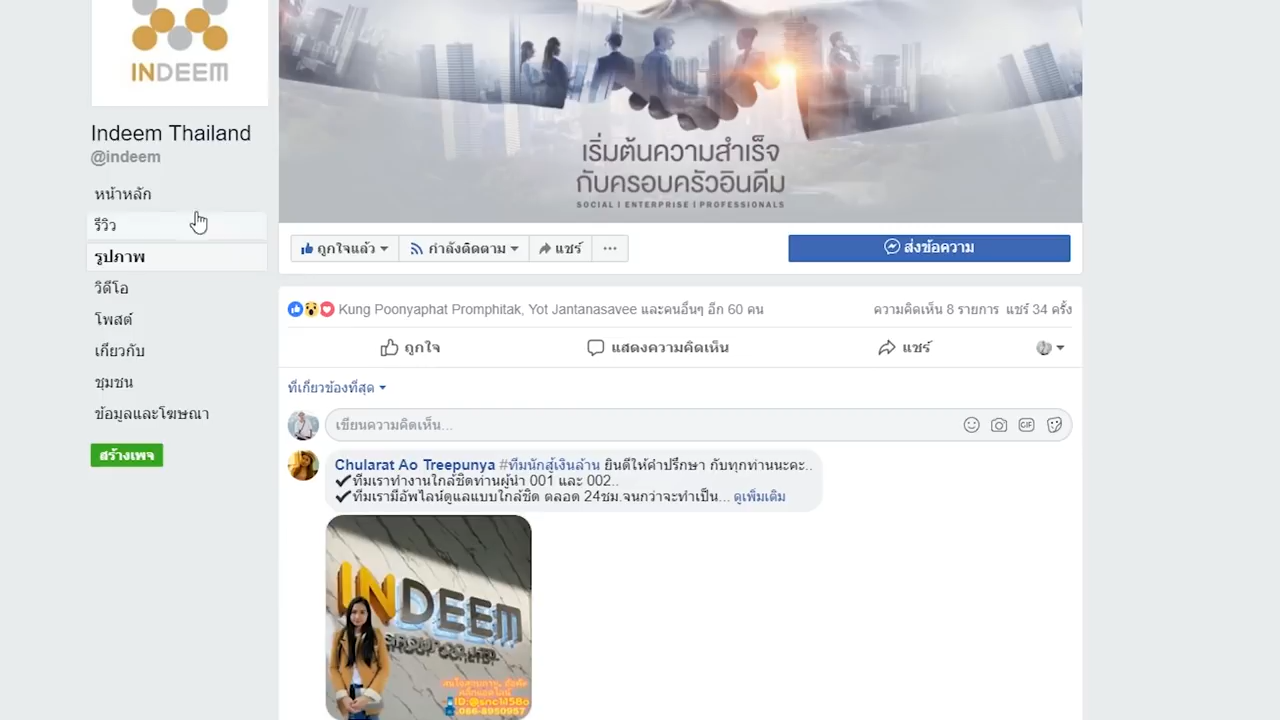 INDEEM
Indeem Thailand
@indeem
หน้าหลัก
รีวิว
รูปภาพ
วิดีโอ
โพสต์
เกี่ยวกับ
ชุมชน
ข้อมูลและโฆษณา
สร้างเพจ
เริ่มต้นความสำเร็จ
กับครอบครัวอินดีม
SOCIAL | ENTERPRISE | PROFESSIONALS
ถูกใจแล้ว กำลังติดตาม แชร์ ... ส่งข้อความ
Kung Poonyaphat Promphitak, Yot Jantanasavee และคนอื่นๆ อีก 60 คน ความคิดเห็น 8 รายการ แชร์ 34 ครั้ง
ถูกใจ แสดงความคิดเห็น แชร์
ที่เกี่ยวข้องที่สุด
เขียนความคิดเห็น... GIF
Chularat Ao Treepunya #ทีมนักสู้เงินล้าน ยินดีให้คำปรึกษา กับทุกท่านนะคะ..
✔ทีมเราทำงานใกล้ชิดท่านผู้นำ 001 และ 002..
✔ทีมเรามีอัพไลน์ดูแลแบบใกล้ชิด ตลอด 24ชม.จนกว่าจะทำเป็น... ดูเพิ่มเติม
INDEEM